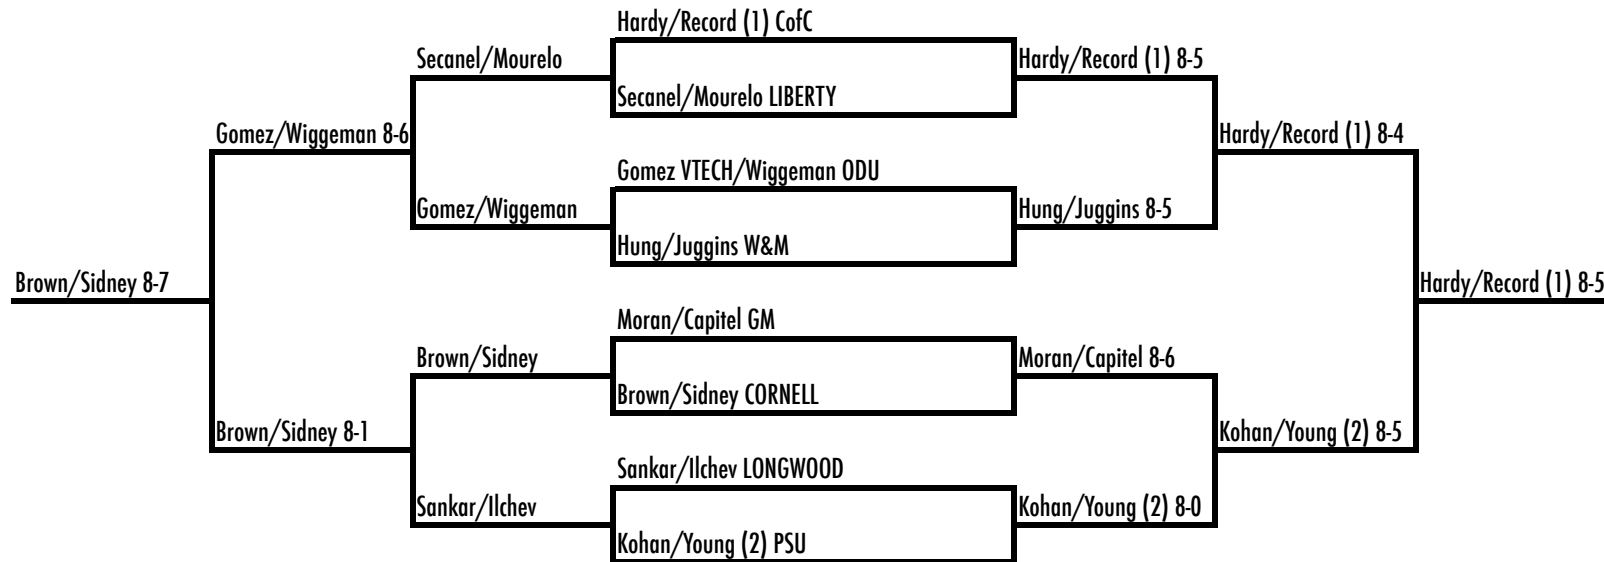 Hardy/Record (1) CofC
Secanel/Mourelo
Hardy/Record (1) 8-5
Secanel/Mourelo LIBERTY
Gomez/Wiggeman 8-6
Hardy/Record (1) 8-4
Gomez VTECH/Wiggeman ODU
Gomez/Wiggeman
Hung/Juggins 8-5
Hung/Juggins W&M
Brown/Sidney 8-7
Hardy/Record (1) 8-5
Moran/Capitel GM
Brown/Sidney
Moran/Capitel 8-6
Brown/Sidney CORNELL
Brown/Sidney 8-1
Kohan/Young (2) 8-5
Sankar/Ilchev LONGWOOD
Sankar/Ilchev
Kohan/Young (2) 8-0
Kohan/Young (2) PSU